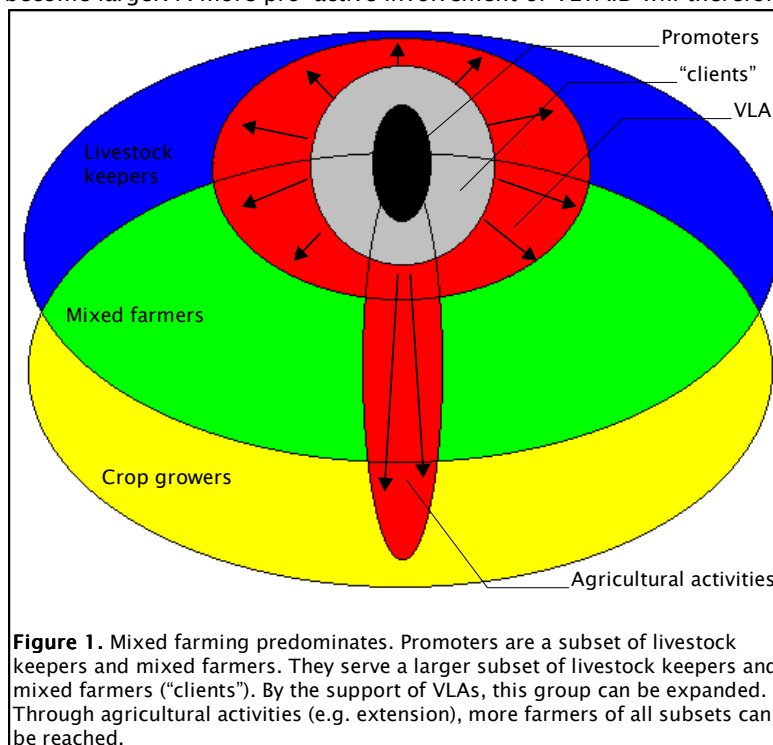 Promoters
“clients”
VLA
Livestock
keepers
Mixed farmers
Crop growers
Agricultural activities
Figure 1. Mixed farming predominates. Promoters are a subset of livestock
keepers and mixed farmers. They serve a larger subset of livestock keepers and
mixed farmers (“clients”). By the support of VLAs, this group can be expanded.
Through agricultural activities (e.g. extension), more farmers of all subsets can
be reached.